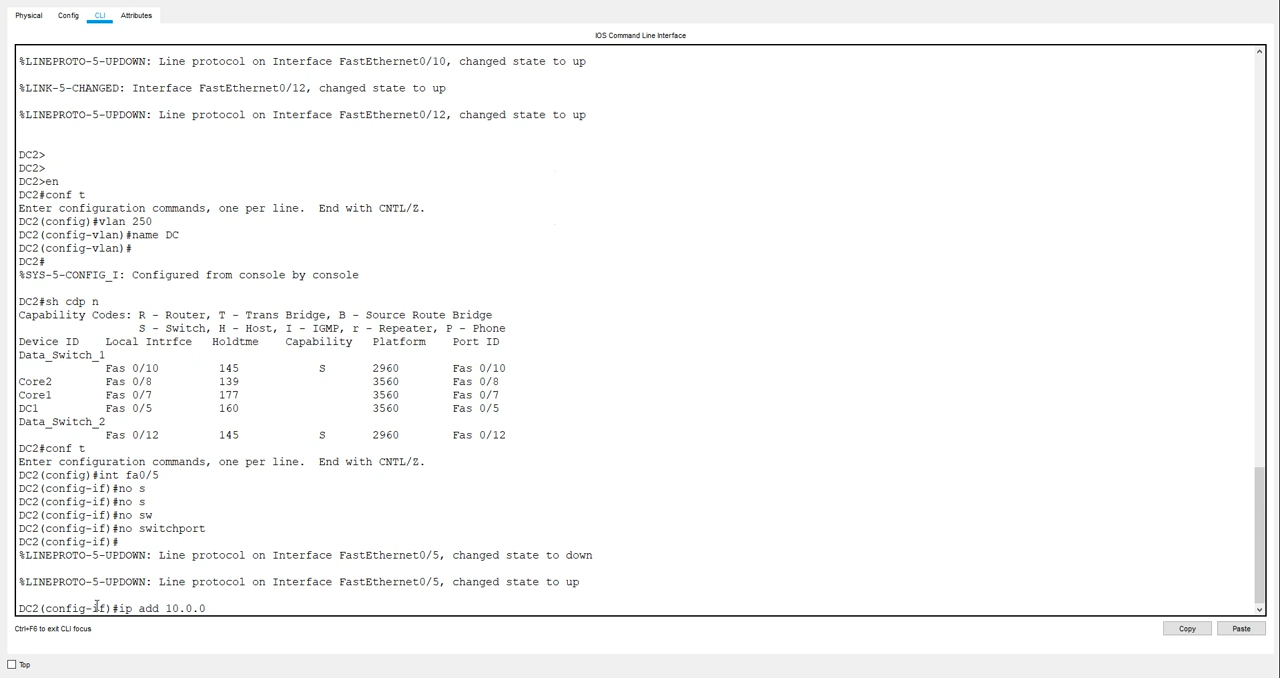 Physical Config CLI Attributes
IOS Command Line Interface
%LINEPROTO-5-UPDOWN: Line protocol on Interface FastEthernet0/10, changed state to up
%LINK-5-CHANGED: Interface FastEthernet0/12, changed state to up
%LINEPROTO-5-UPDOWN: Line protocol on Interface FastEthernet0/12, changed state to up
DC2>
DC2>
DC2>en
DC2#conf t
Enter configuration commands, one per line.  End with CNTL/Z.
DC2(config)#vlan 250
DC2(config-vlan)#name DC
DC2(config-vlan)#
DC2#
%SYS-5-CONFIG_I: Configured from console by console
DC2#sh cdp n
Capability Codes: R - Router, T - Trans Bridge, B - Source Route Bridge
S - Switch, H - Host, I - IGMP, r - Repeater, P - Phone
Device ID    Local Intrfce   Holdtme    Capability   Platform    Port ID
Data_Switch_1
Fas 0/10         145            S       2960        Fas 0/10
Core2        Fas 0/8          139                    3560        Fas 0/8
Core1        Fas 0/7          177                    3560        Fas 0/7
DC1          Fas 0/5          160                    3560        Fas 0/5
Data_Switch_2
Fas 0/12         145            S       2960        Fas 0/12
DC2#conf t
Enter configuration commands, one per line.  End with CNTL/Z.
DC2(config)#int fa0/5
DC2(config-if)#no s
DC2(config-if)#no s
DC2(config-if)#no sw
DC2(config-if)#no switchport
DC2(config-if)#
%LINEPROTO-5-UPDOWN: Line protocol on Interface FastEthernet0/5, changed state to down
%LINEPROTO-5-UPDOWN: Line protocol on Interface FastEthernet0/5, changed state to up
DC2(config-if)#ip add 10.0.0
Ctrl+F6 to exit CLI focus
Copy Paste
Top